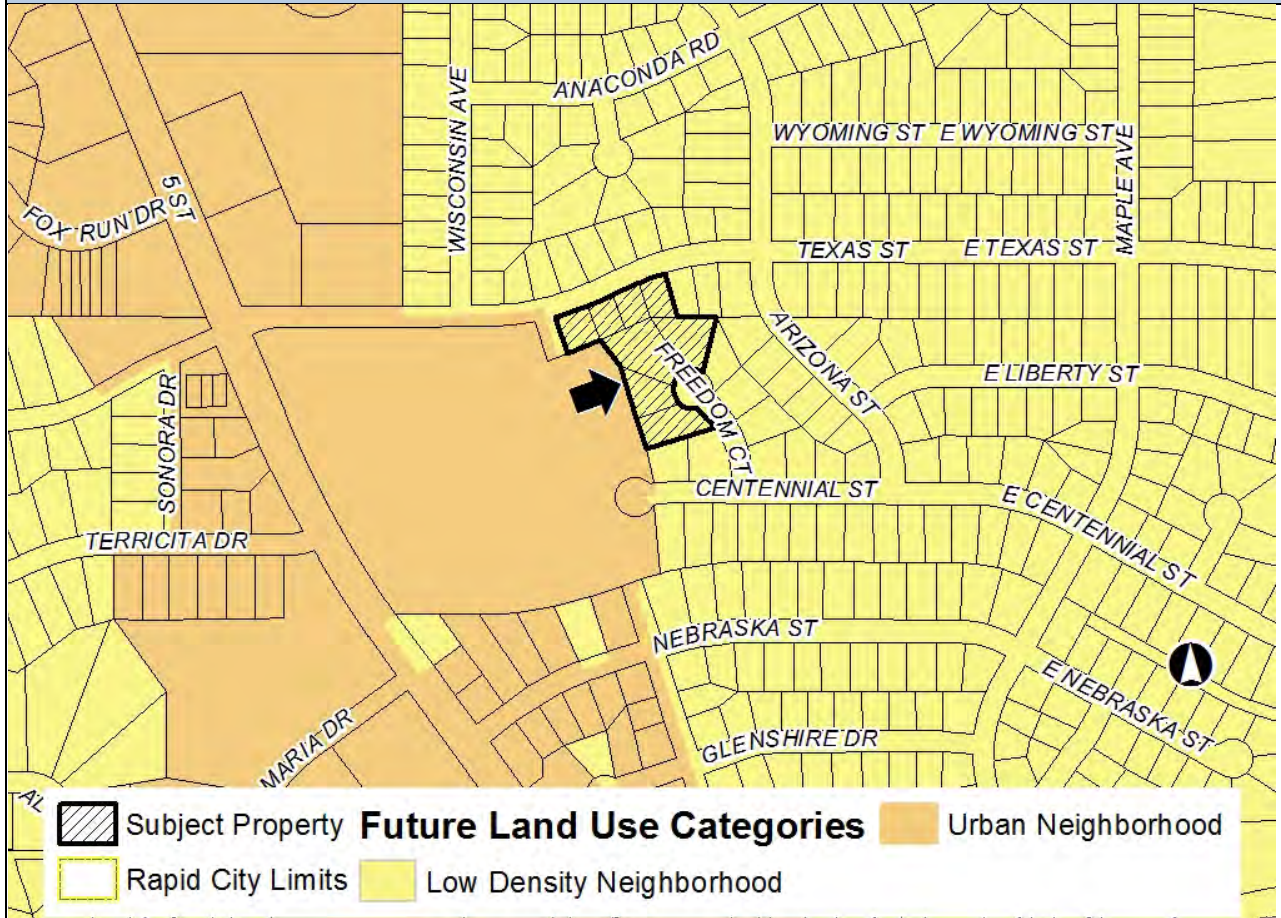 ANACONDA RD
WISCONSIN AVE
WYOMING ST
E WYOMING ST
MAPLE AVE
5 ST
FOX RUN DR
TEXAS ST
E TEXAS ST
ARIZONA ST
FREEDOM CT
E LIBERTY ST
SONORA DR
CENTENNIAL ST
E CENTENNIAL ST
TERRICITA DR
NEBRASKA ST
E NEBRASKA ST
MARIA DR
GLENSHIRE DR
AL
Subject Property
Future Land Use Categories
Urban Neighborhood
Rapid City Limits
Low Density Neighborhood